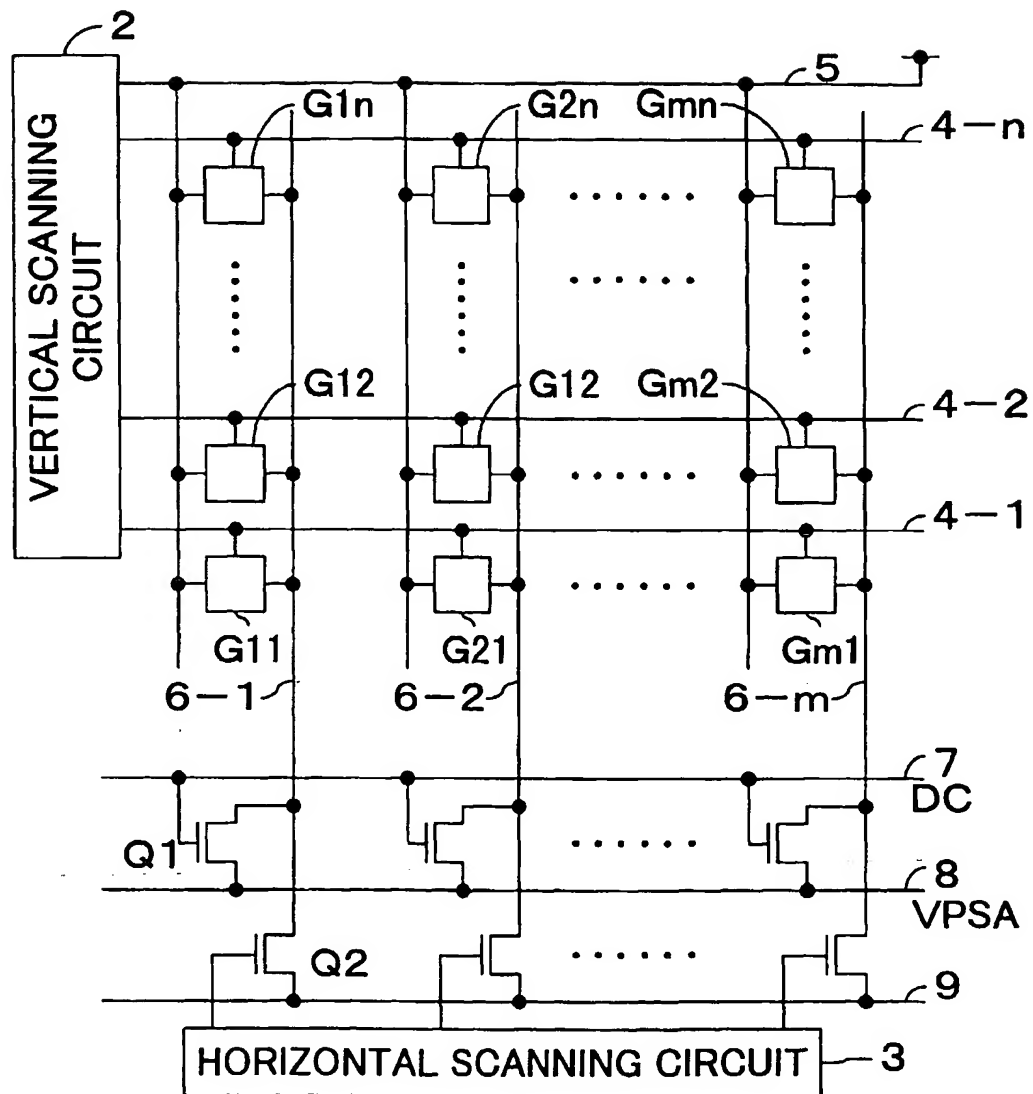 2
5
G1n G2n Gmn
4-n
VERTICAL SCANNING
CIRCUIT
G12 G12 Gm2
4-2
4-1
G11 G21 Gm1
6-1 6-2 6-m
7
DC
Q1
8
VPSA
Q2
9
HORIZONTAL SCANNING CIRCUIT
3